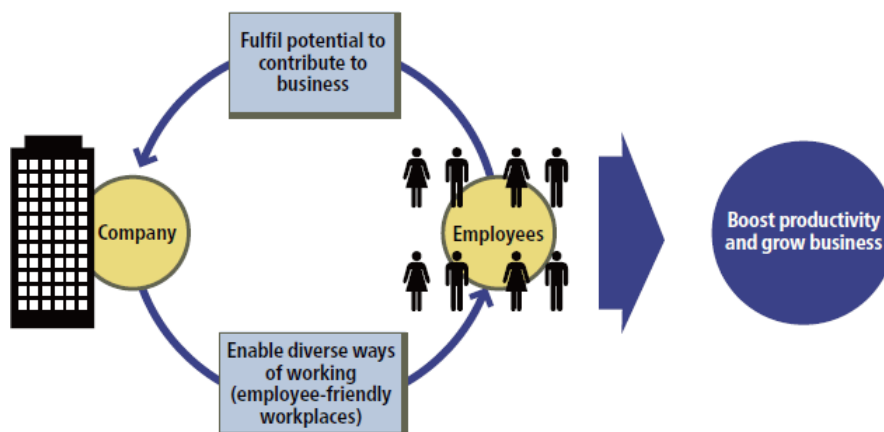 Fulfil potential to
contribute to
business
Company
Employees
Boost productivity
and grow business
Enable diverse ways
of working
(employee-friendly
workplaces)